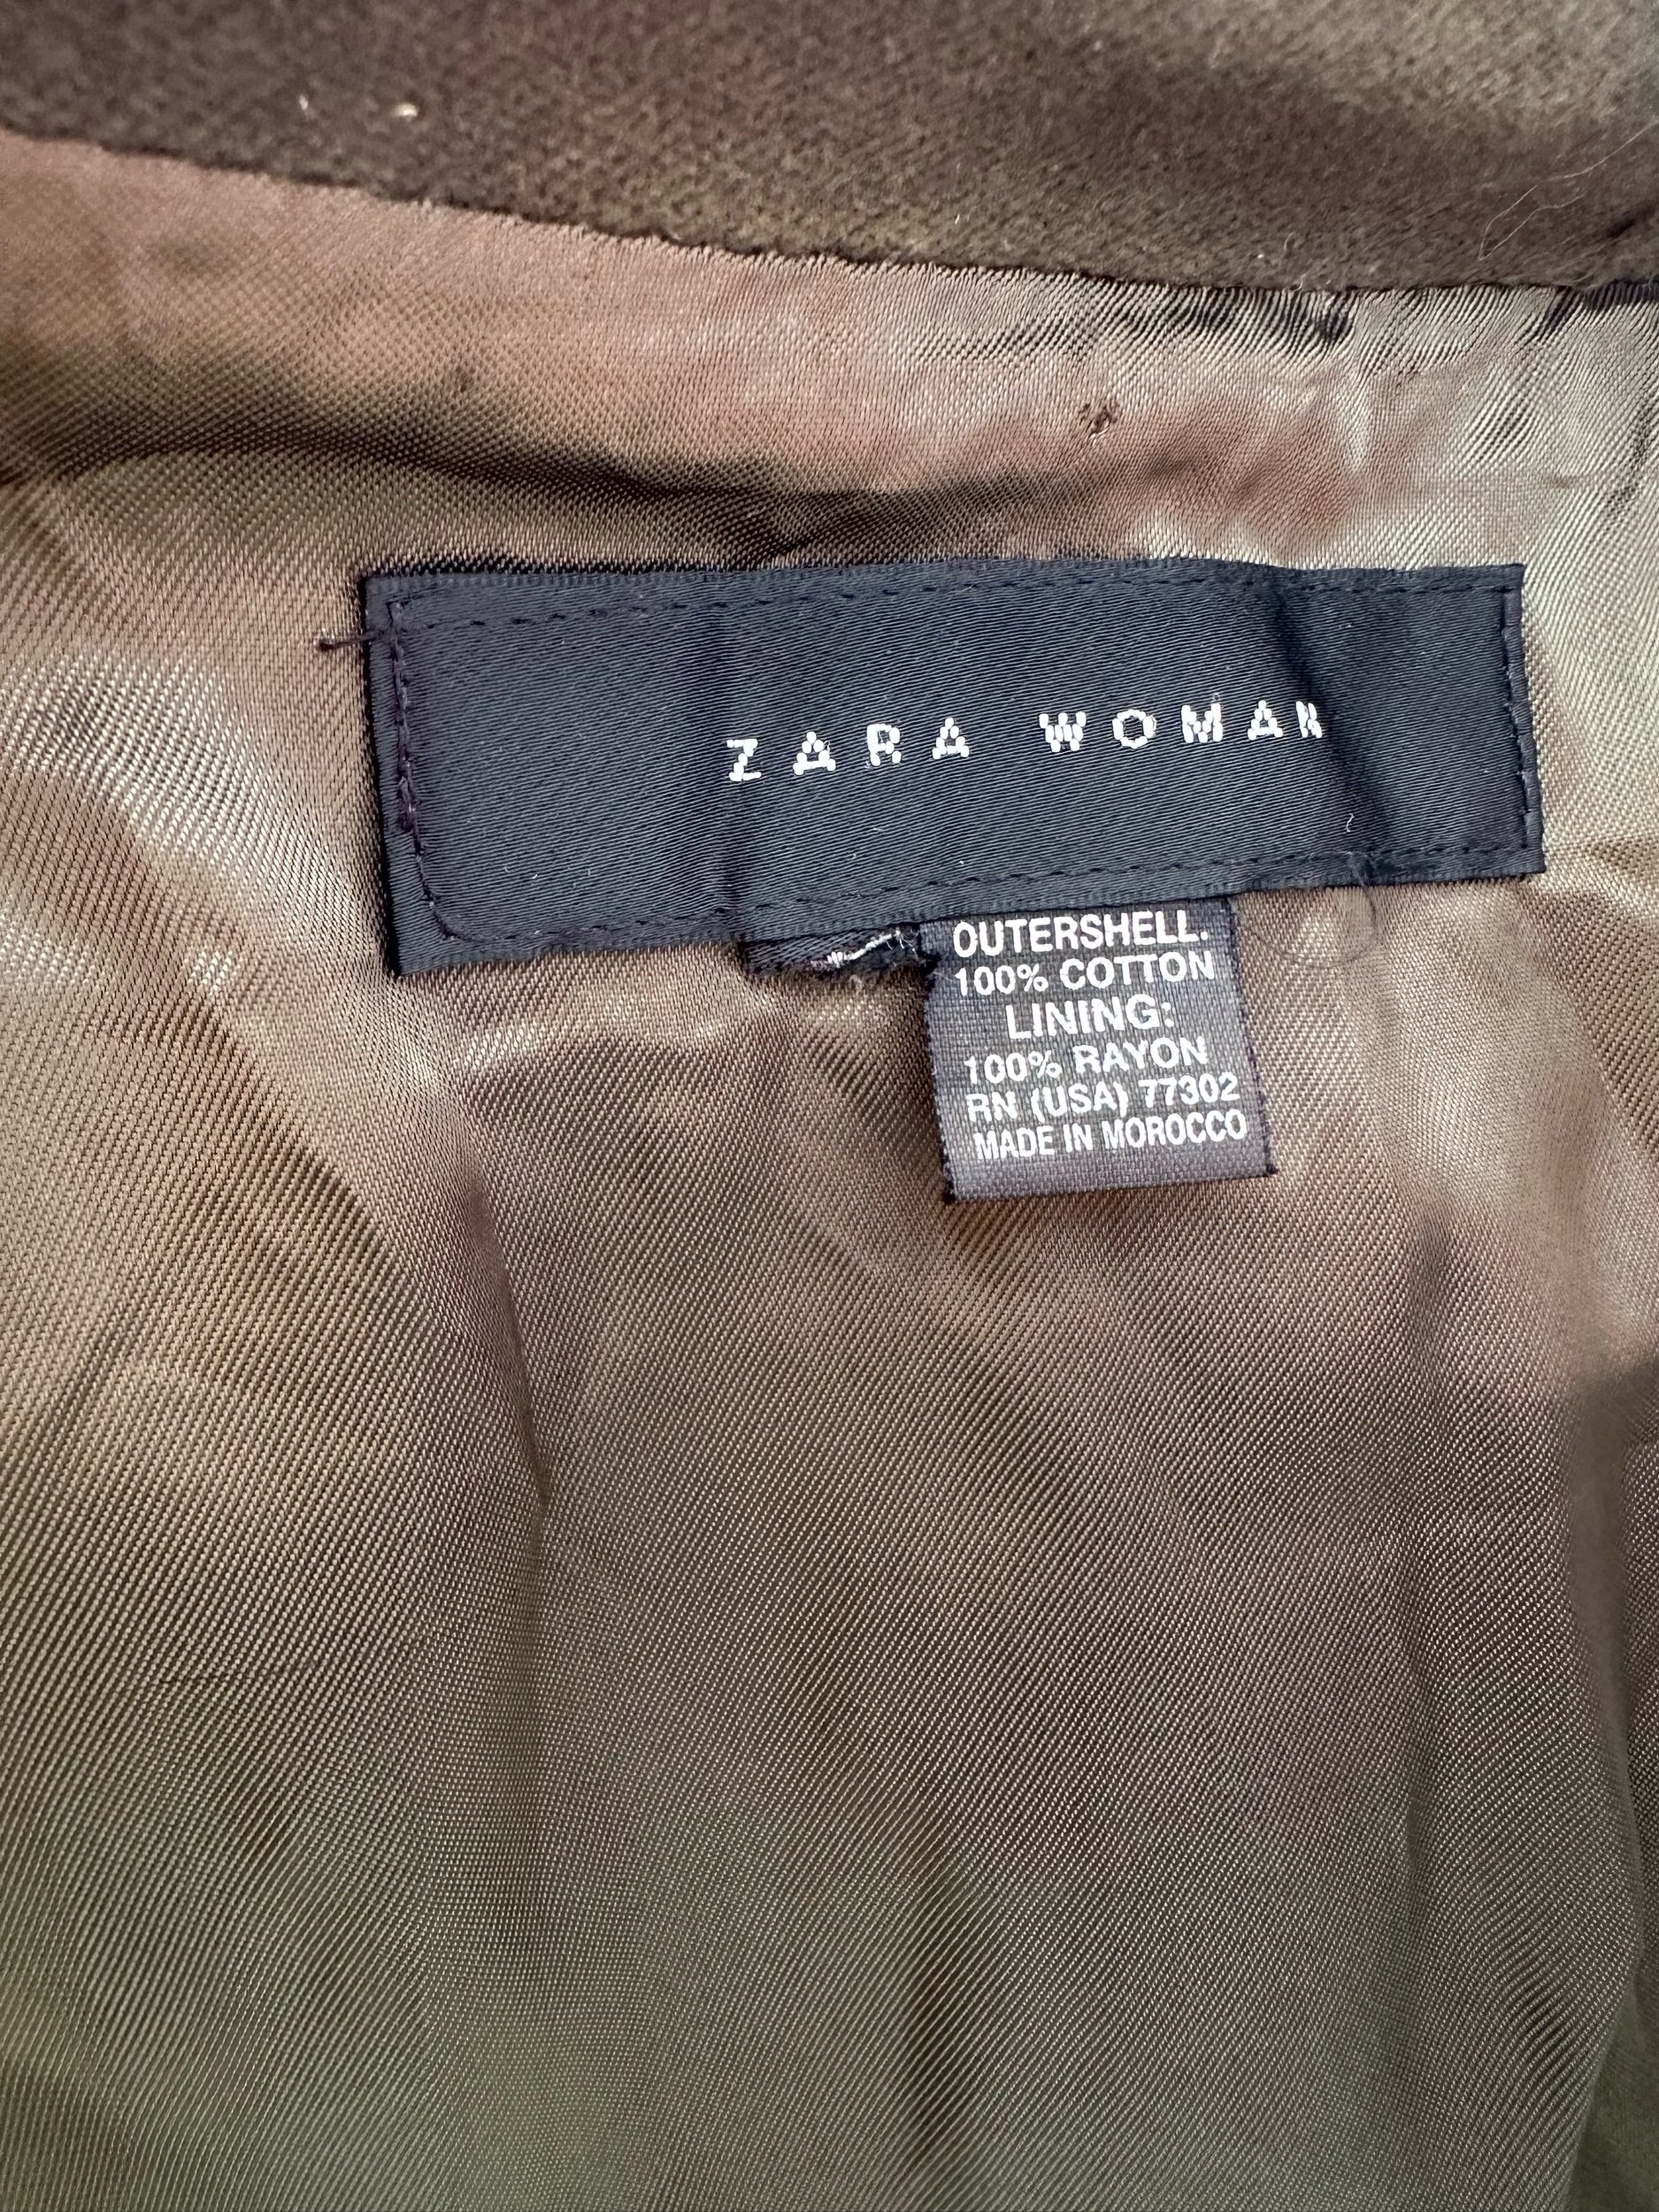 ZARA WOMAN
OUTERSHELL.
100% COTTON
LINING:
100% RAYON
RN (USA) 77302
MADE IN MOROCCO